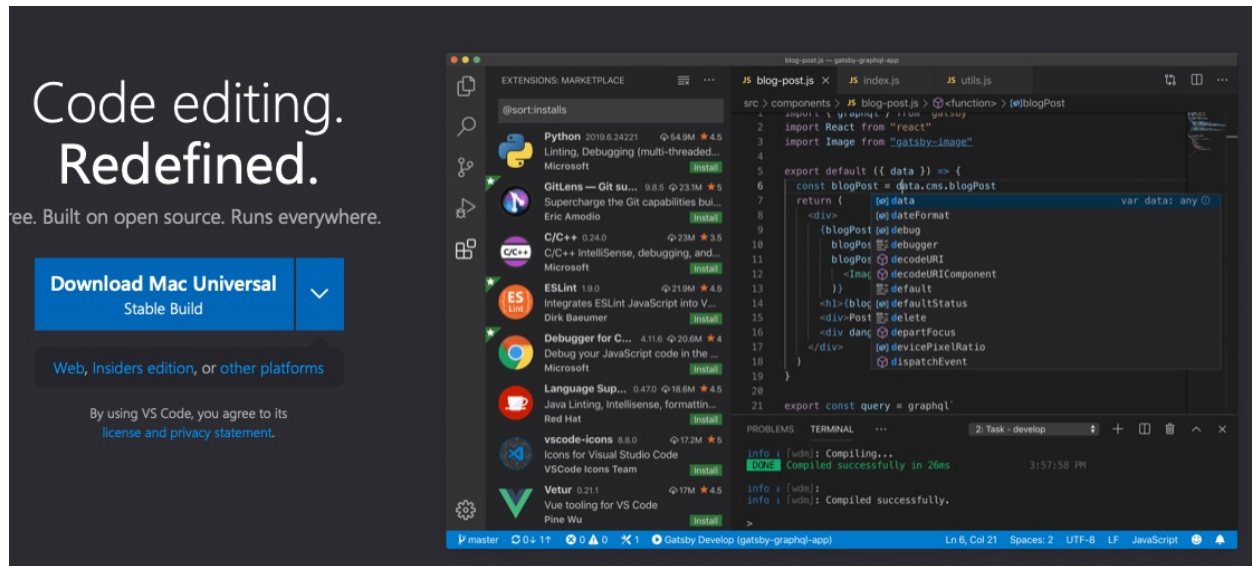 Code editing.
Redefined.
ree. Built on open source. Runs everywhere.
Download Mac Universal
Stable Build
Web, Insiders edition, or other platforms
By using VS Code, you agree to its
license and privacy statement.
blog-post.js — gatsby-graphql-app
EXTENSIONS: MARKETPLACE
@sort:installs
Python 2019.6.24221 54.9M ★ 4.5
Linting, Debugging (multi-threaded...
Microsoft Install
GitLens — Git su... 9.8.5 23.1M ★ 5
Supercharge the Git capabilities bui...
Eric Amodio Install
C/C++
C/C++ 0.24.0 23M ★ 3.5
C/C++ IntelliSense, debugging, and...
Microsoft Install
ES
Lint
ESLint 1.9.0 21.9M ★ 4.5
Integrates ESLint JavaScript into V...
Dirk Baeumer Install
Debugger for C... 4.11.6 20.6M ★ 4
Debug your JavaScript code in the ...
Microsoft Install
Language Sup... 0.47.0 18.6M ★ 4.5
Java Linting, Intellisense, formattin...
Red Hat Install
vscode-icons 8.8.0 17.2M ★ 5
Icons for Visual Studio Code
VSCode Icons Team Install
Vetur 0.21.1 17M ★ 4.5
Vue tooling for VS Code
Pine Wu Install
JS blog-post.js × JS index.js JS utils.js
src > components > JS blog-post.js > <function> > blogPost
1 import { graphql } from "gatsby"
2 import React from "react"
3 import Image from "gatsby-image"
4
5 export default ({ data }) => {
6 const blogPost = data.cms.blogPost
7 return (
8 <div>
9 {blogPost
10 blogPos
11 blogPos
12 <Imag
13 )}
14 <h1>{blog
15 <div>Post
16 <div dang
17 </div>
18 )
19 }
20
21 export const query = graphql`
data var data: any
dateFormat
debug
debugger
decodeURI
decodeURIComponent
default
defaultStatus
delete
departFocus
devicePixelRatio
dispatchEvent
PROBLEMS TERMINAL ··· 2: Task - develop
info i [wdm]: Compiling...
DONE Compiled successfully in 26ms 3:57:58 PM
info i [wdm]:
info i [wdm]: Compiled successfully.
>
master 0↓ 1↑ 0 0 1 Gatsby Develop (gatsby-graphql-app) Ln 6, Col 21 Spaces: 2 UTF-8 LF JavaScript